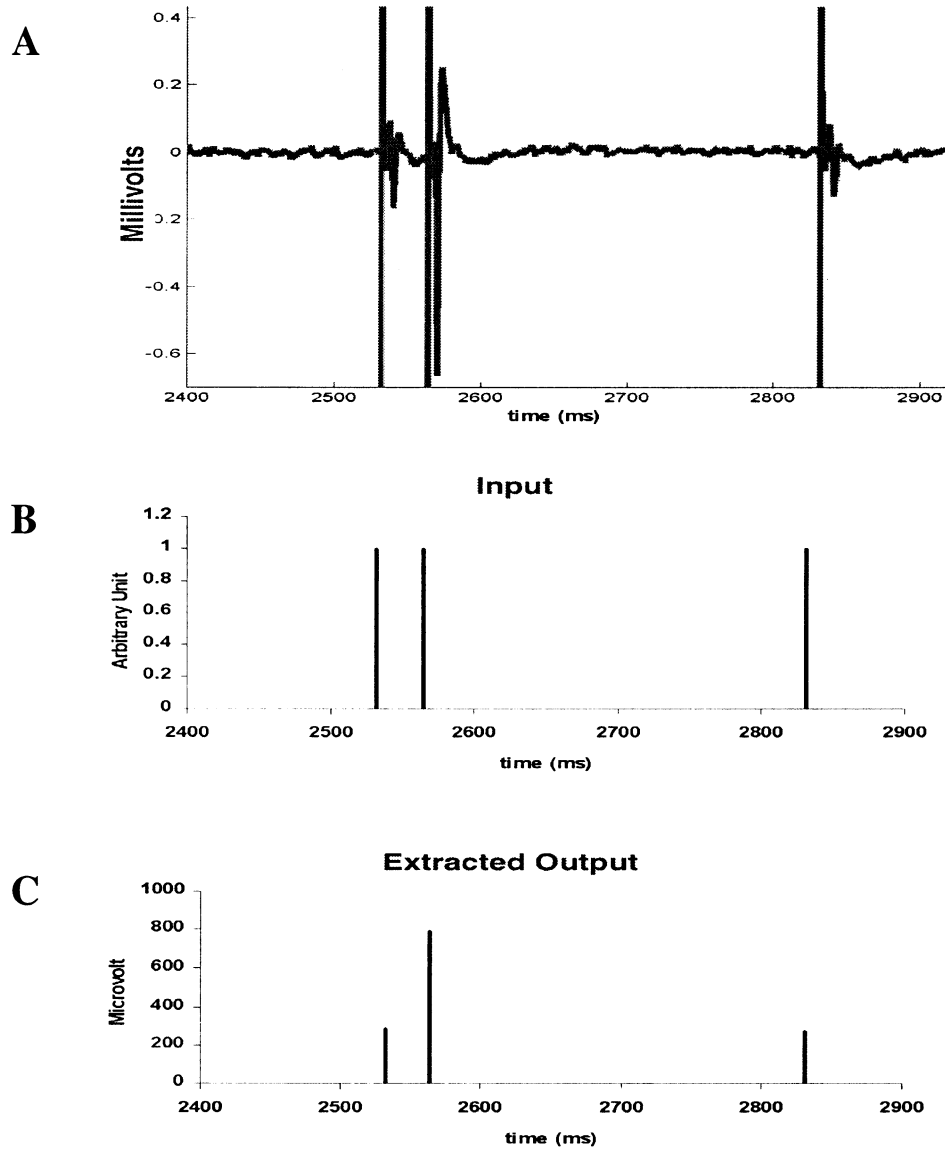 A
0.4
0.2
0
0.2
-0.4
-0.6
Millivolts
2400 2500 2600 2700 2800 2900
time (ms)
Input
B
1.2
1
0.8
0.6
0.4
0.2
0
Arbitrary Unit
2400 2500 2600 2700 2800 2900
time (ms)
Extracted Output
C
1000
800
600
400
200
0
Microvolt
2400 2500 2600 2700 2800 2900
time (ms)